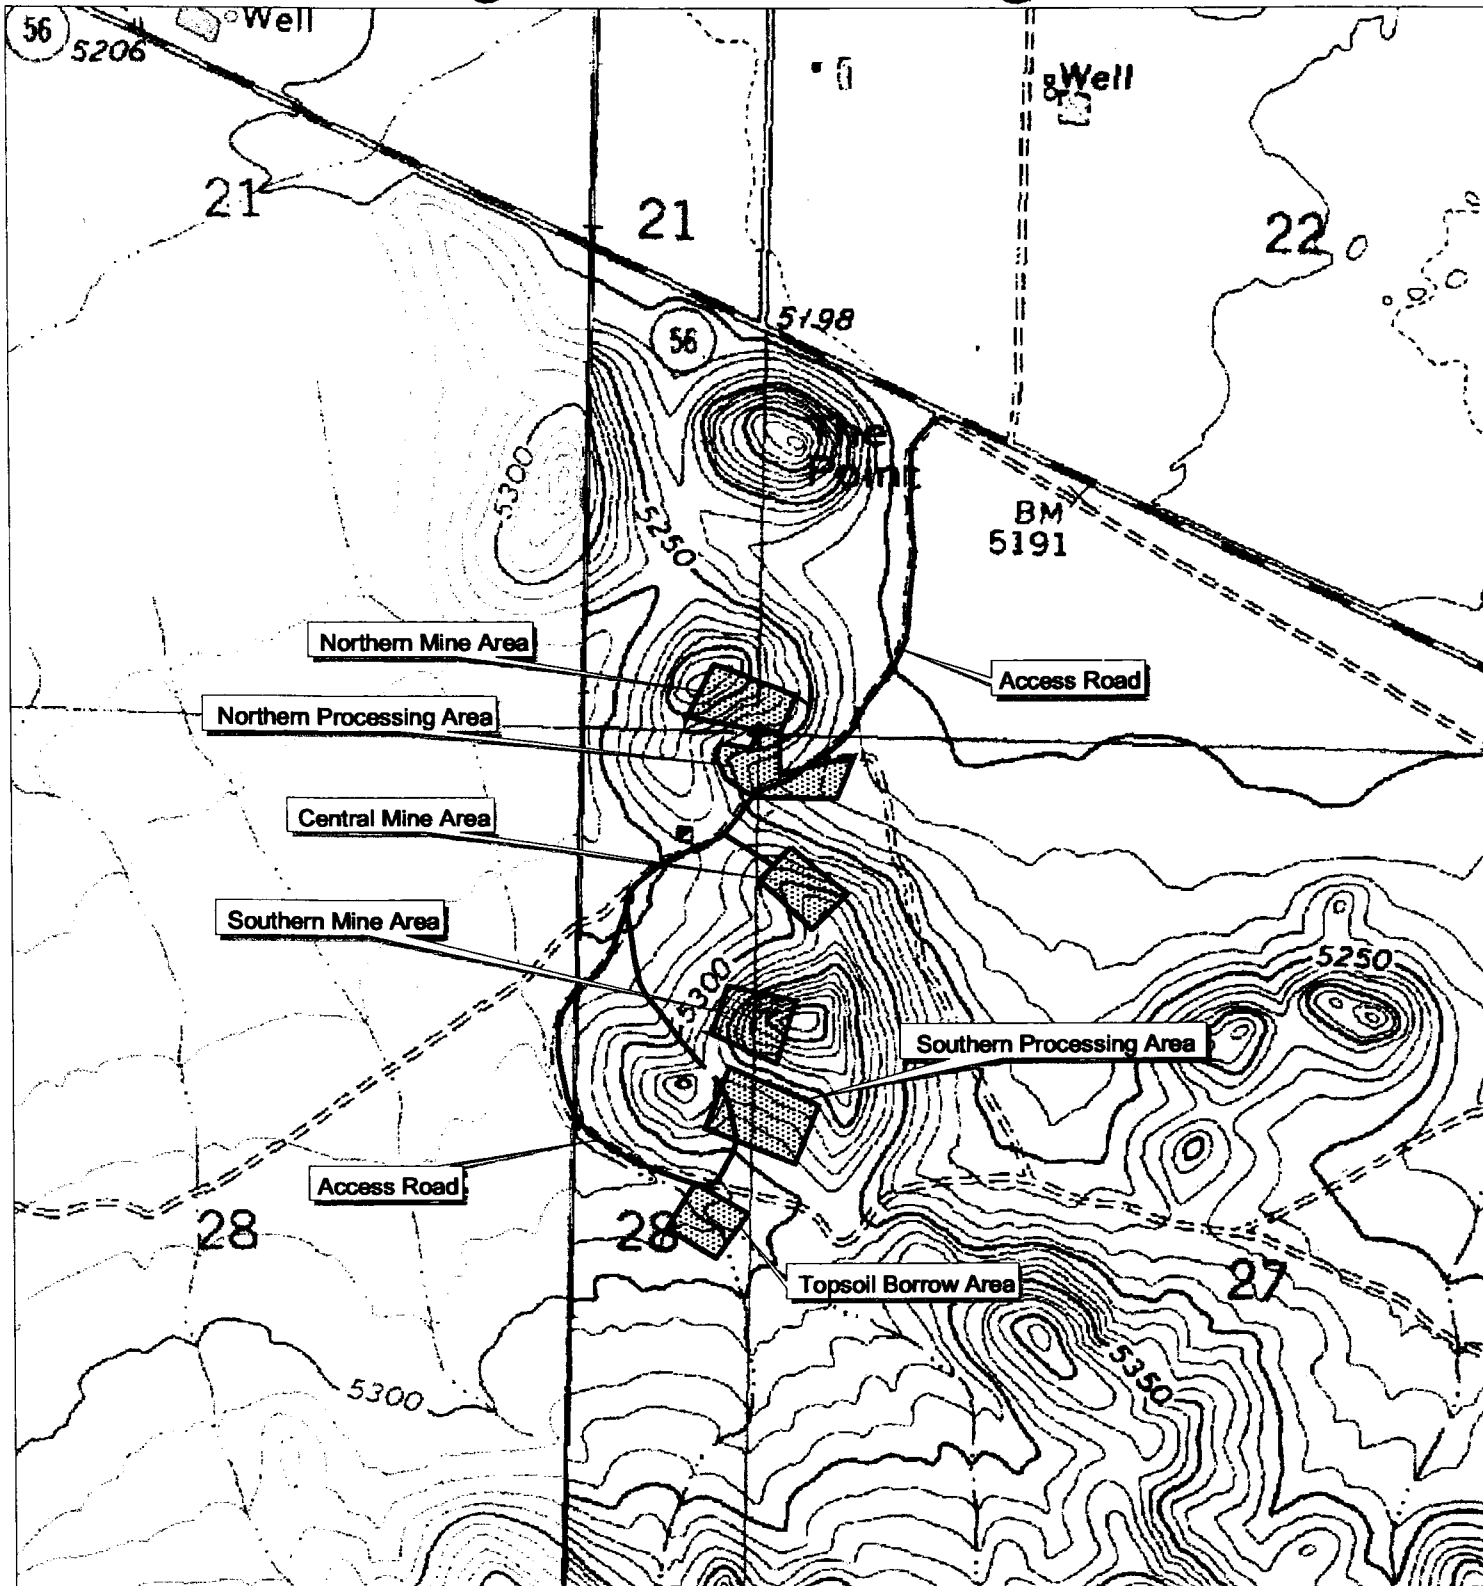 56
5206
Well
Well
21
21
22
5198
56
The
Point
5300
5250
BM
5191
Northern Mine Area
Access Road
Northern Processing Area
Central Mine Area
Southern Mine Area
5300
5250
Southern Processing Area
Access Road
28
28
27
Topsoil Borrow Area
5350
5300